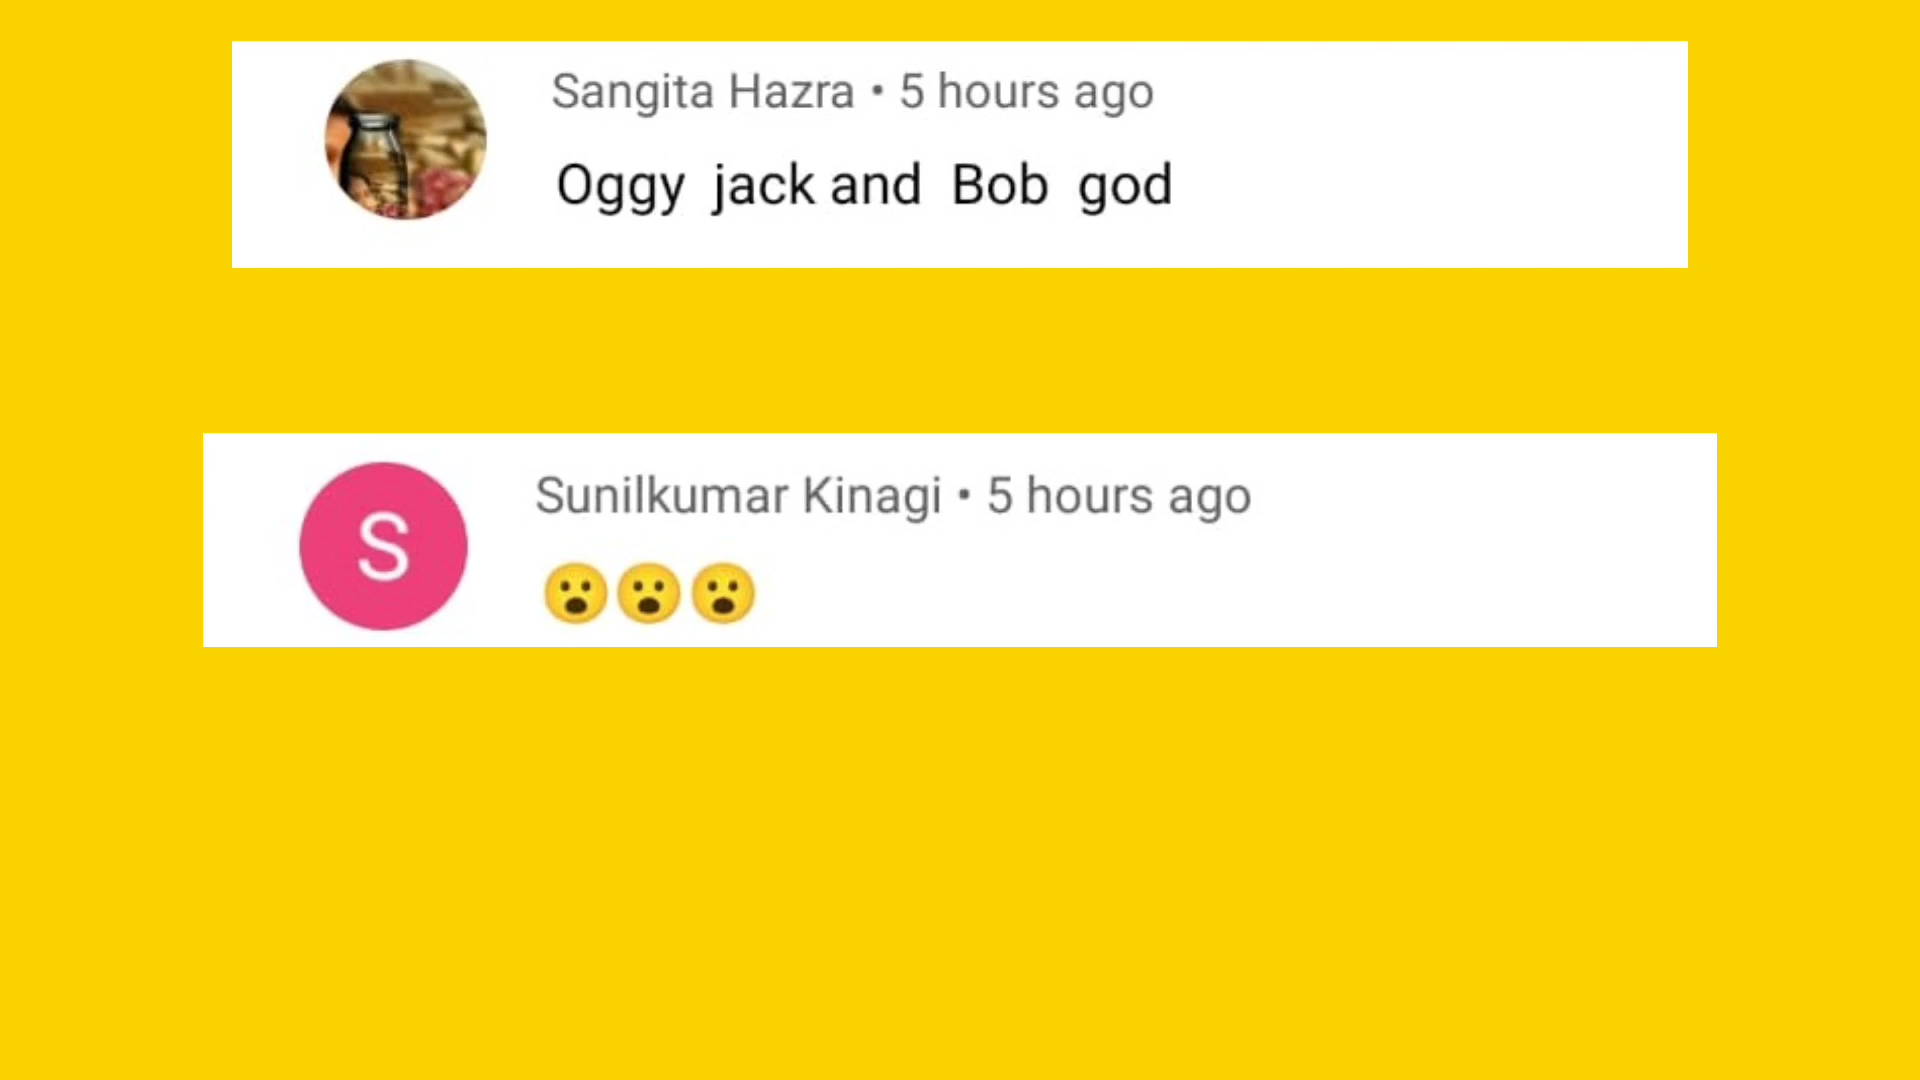 Sangita Hazra • 5 hours ago
Oggy jack and Bob god
S
Sunilkumar Kinagi • 5 hours ago
😮😮😮